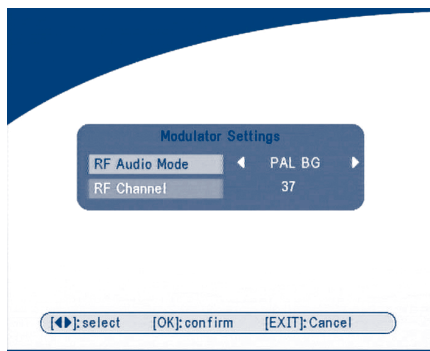 Modulator Settings
RF Audio Mode PAL BG
RF Channel 37
[◀▶]: select [OK]: confirm [EXIT]: Cancel